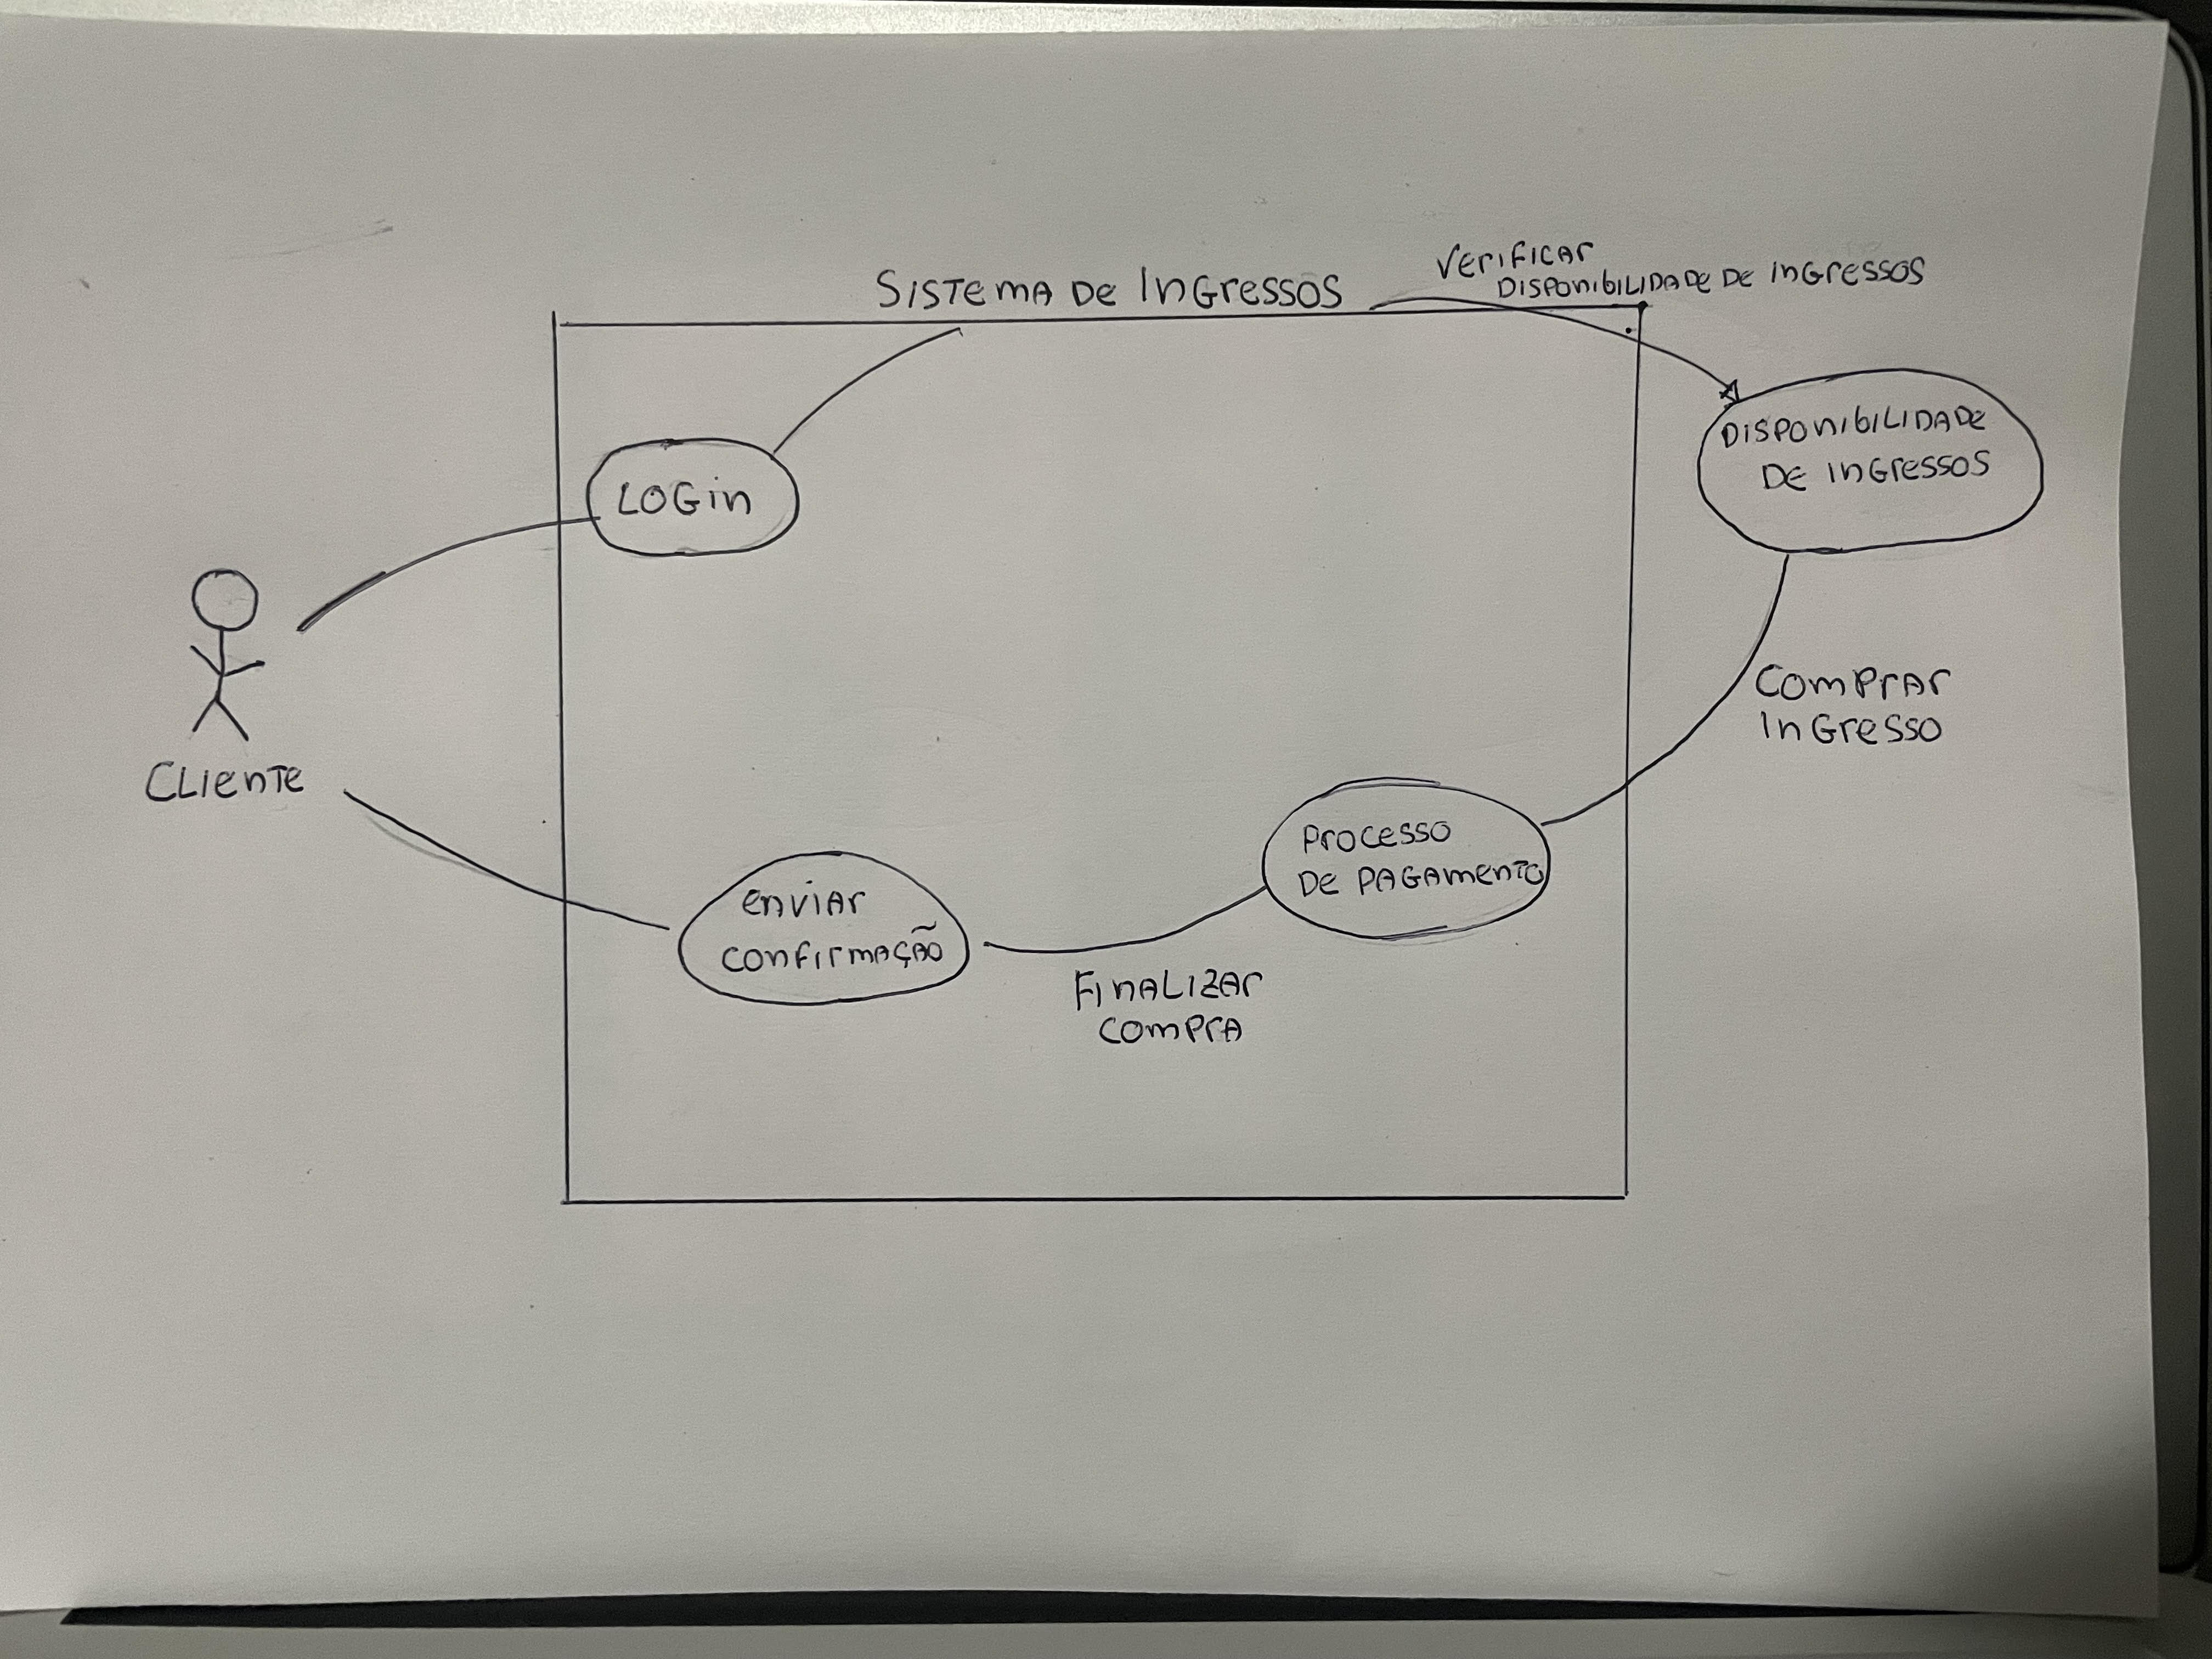 Sistema de Ingressos
Verificar
Disponibilidade de ingressos
Disponibilidade
de ingressos
Login
Comprar
Ingresso
Cliente
Processo
de pagamento
enviar
confirmação
Finalizar
compra